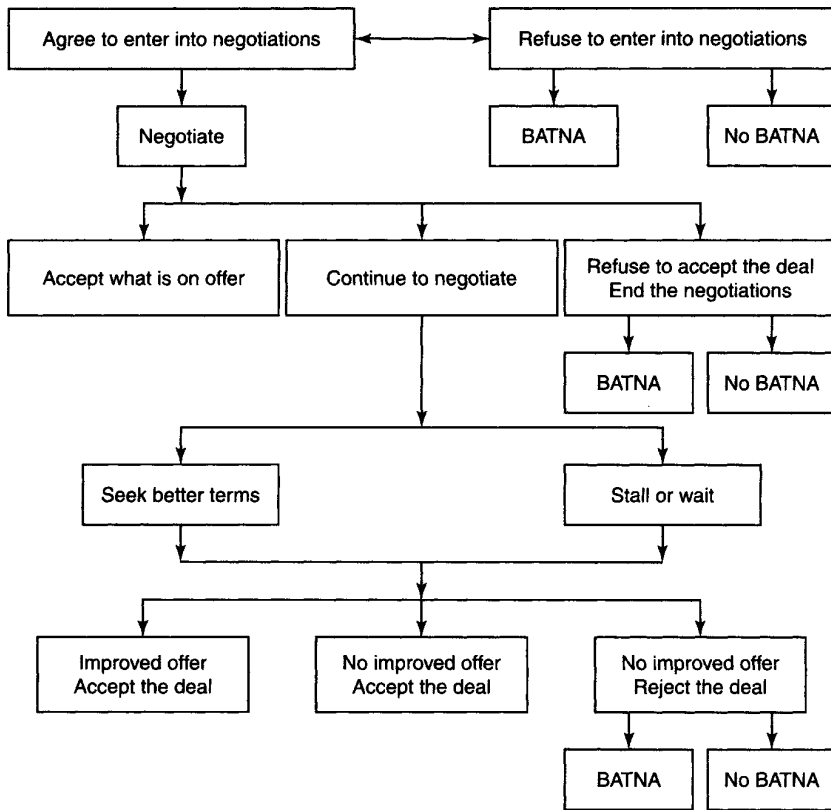 Agree to enter into negotiations
Refuse to enter into negotiations
Negotiate
BATNA
No BATNA
Accept what is on offer
Continue to negotiate
Refuse to accept the deal
End the negotiations
BATNA
No BATNA
Seek better terms
Stall or wait
Improved offer
Accept the deal
No improved offer
Accept the deal
No improved offer
Reject the deal
BATNA
No BATNA